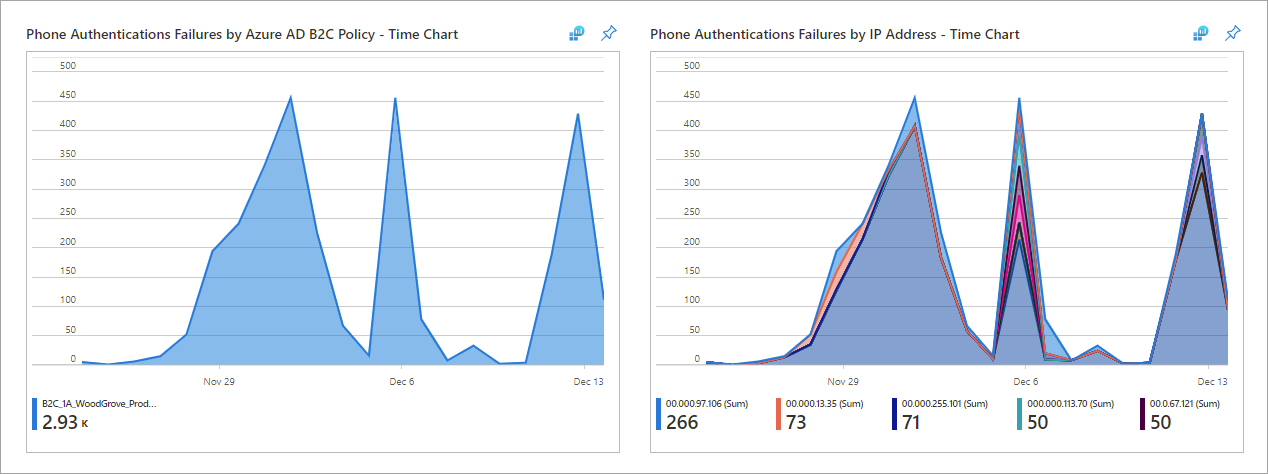 Phone Authentications Failures by Azure AD B2C Policy - Time Chart
500
450
400
350
300
250
200
150
100
50
0
Nov 29
Dec 6
Dec 13
B2C_1A_WoodGrove_Prod...
2.93 K
Phone Authentications Failures by IP Address - Time Chart
500
450
400
350
300
250
200
150
100
50
0
Nov 29
Dec 6
Dec 13
00.000.97.106 (Sum)
266
00.000.13.35 (Sum)
73
00.000.255.101 (Sum)
71
000.000.113.70 (Sum)
50
00.0.67.121 (Sum)
50